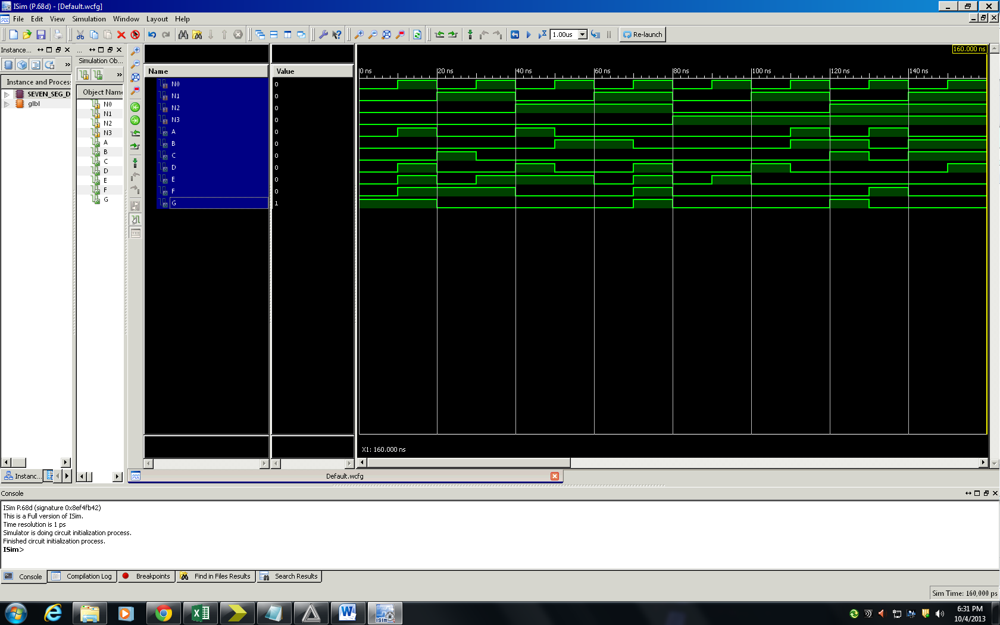 ISim (P.68d) - [Default.wcfg]
File Edit View Simulation Window Layout Help
1.00us
Re-launch
Instance...
...
Simulation Ob...
Instance and Proces
SEVEN_SEG_D
glbl
Object Name
N0
N1
N2
N3
A
B
C
D
E
F
G
Name Value
N0 0
N1 0
N2 0
N3 0
A 0
B 0
C 0
D 0
E 0
F 0
G 1
160.000 ns
0 ns 20 ns 40 ns 60 ns 80 ns 100 ns 120 ns 140 ns
X1: 160.000 ns
Instanc...
Default.wcfg
Console
ISim P.68d (signature 0x8ef4fb42)
This is a Full version of ISim.
Time resolution is 1 ps
Simulator is doing circuit initialization process.
Finished circuit initialization process.
ISim>
Console Compilation Log Breakpoints Find in Files Results Search Results
Sim Time: 160,000 ps
ISim
6:31 PM
10/4/2013